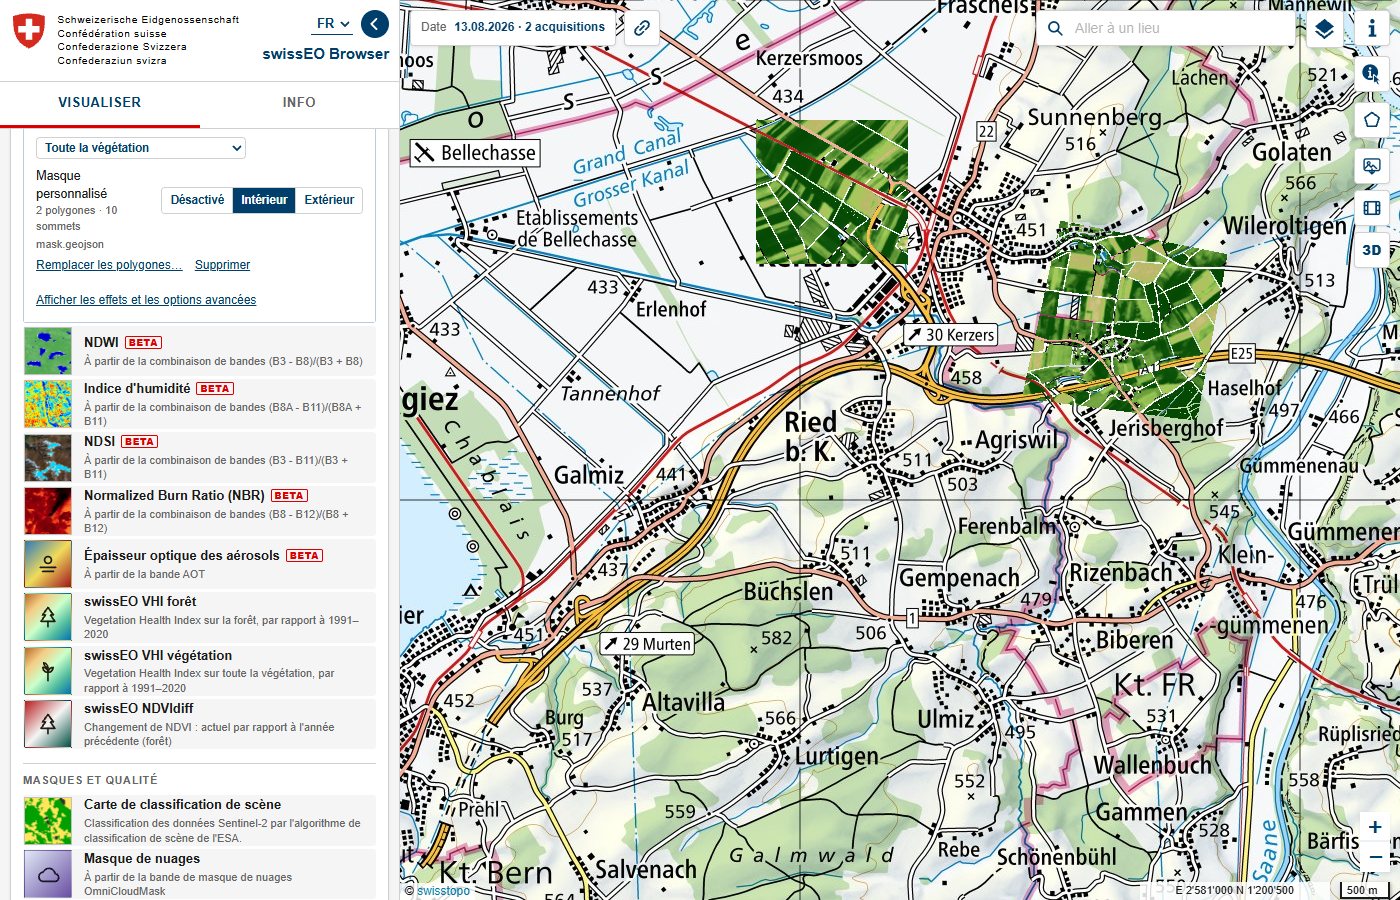 Schweizerische Eidgenossenschaft
Confédération suisse
Confederazione Svizzera
Confederaziun svizra
FR
swissEO Browser
VISUALISER
INFO
Toute la végétation
Masque
personnalisé
2 polygones · 10
sommets
mask.geojson
Désactivé
Intérieur
Extérieur
Remplacer les polygones…
Supprimer
Afficher les effets et les options avancées
NDWI BETA
À partir de la combinaison de bandes (B3 - B8)/(B3 + B8)
Indice d'humidité BETA
À partir de la combinaison de bandes (B8A - B11)/(B8A +
B11)
NDSI BETA
À partir de la combinaison de bandes (B3 - B11)/(B3 +
B11)
Normalized Burn Ratio (NBR) BETA
À partir de la combinaison de bandes (B8 - B12)/(B8 +
B12)
Épaisseur optique des aérosols BETA
À partir de la bande AOT
swissEO VHI forêt
Vegetation Health Index sur la forêt, par rapport à 1991–
2020
swissEO VHI végétation
Vegetation Health Index sur toute la végétation, par
rapport à 1991–2020
swissEO NDVIdiff
Changement de NDVI : actuel par rapport à l'année
précédente (forêt)
MASQUES ET QUALITÉ
Carte de classification de scène
Classification des données Sentinel-2 par l'algorithme de
classification de scène de l'ESA.
Masque de nuages
À partir de la bande de masque de nuages
OmniCloudMask
Date 13.08.2026 · 2 acquisitions
Aller à un lieu
3D
Fräschels
Kerzersmoos
434
Lachen
521
Sunnenberg
516
22
Golaten
566
Wileroltigen
513
Bellechasse
Grand Canal
Grosser Kanal
Etablissements
de Bellechasse
451
433
Erlenhof
433
30 Kerzers
458
E25
Haselhof
497
466
Jerisberghof
Tannenhof
giez
Chablais
Ried
b. K.
Agriswil
511
503
Galmiz
441
Gümmenenau
545
Ferenbalm
Gümmenen
Klein-
gümmenen
511
437
Büchslen
Gempenach
Rizenbach
479
476
1
451
29 Murten
582
506
Biberen
452
537
Altavilla
Kt. FR
Burg
517
566
Ulmiz
495
531
Lurtigen
Wallenbuch
552
558
559
Gammen
528
Prehl
Galmwald
Rebe
Schönenbühl
Salvenach
Kt. Bern
564
Saane
© swisstopo
E 2'581'000 N 1'200'500
500 m